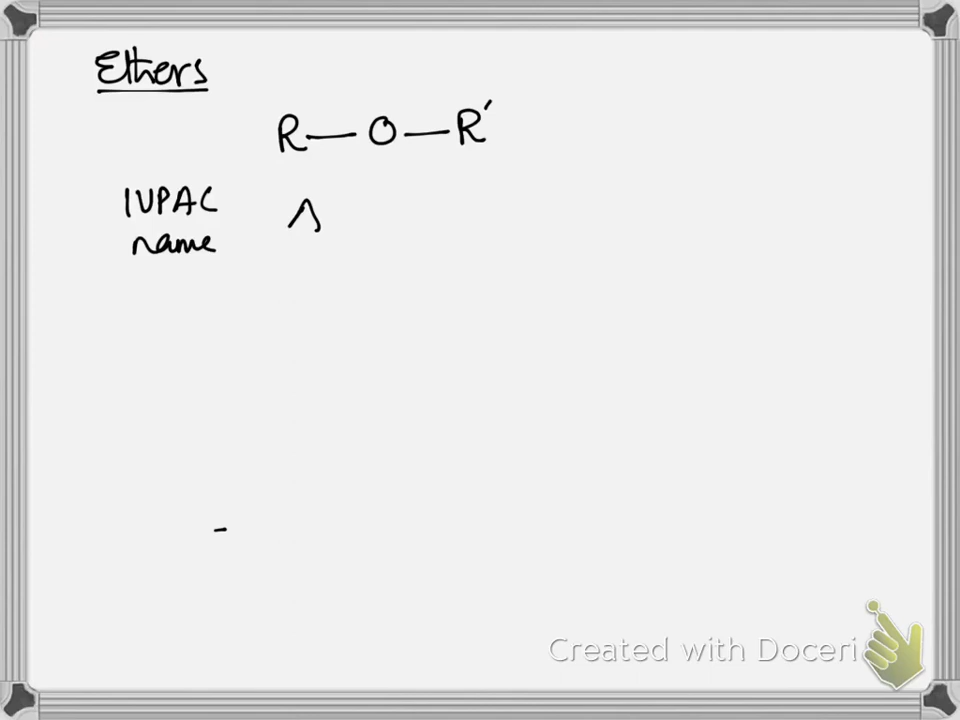 Ethers
R—O—R′
IUPAC
name
Created with Doceri